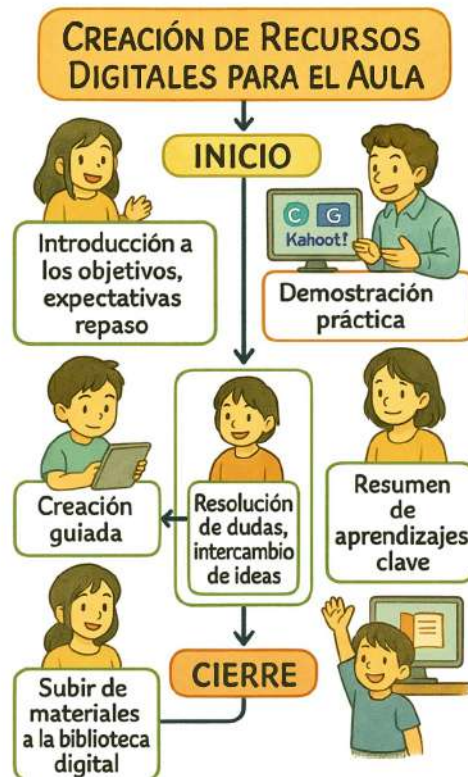 CREACIÓN DE RECURSOS
DIGITALES PARA EL AULA
INICIO
Introducción a
los objetivos,
expectativas
repaso
C G
Kahoot!
Demostración
práctica
Creación
guiada
Resolución
de dudas,
intercambio
de ideas
Resumen
de
aprendizajes
clave
CIERRE
Subir de
materiales
a la biblioteca
digital